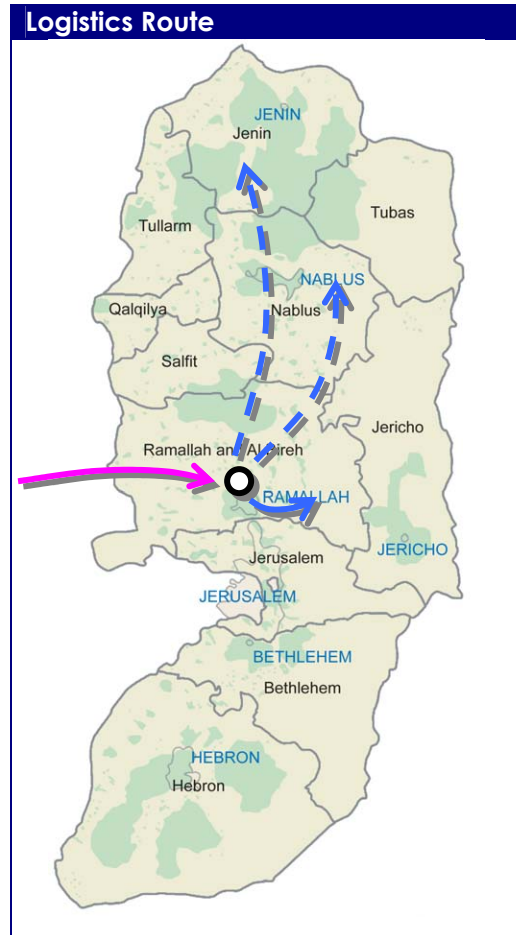 Logistics Route
JENIN
Jenin
Tubas
Tullarm
NABLUS
Qalqilya
Nablus
Salfit
Jericho
Ramallah and Al Bireh
RAMALLAH
Jerusalem
JERICHO
JERUSALEM
BETHLEHEM
Bethlehem
HEBRON
Hebron